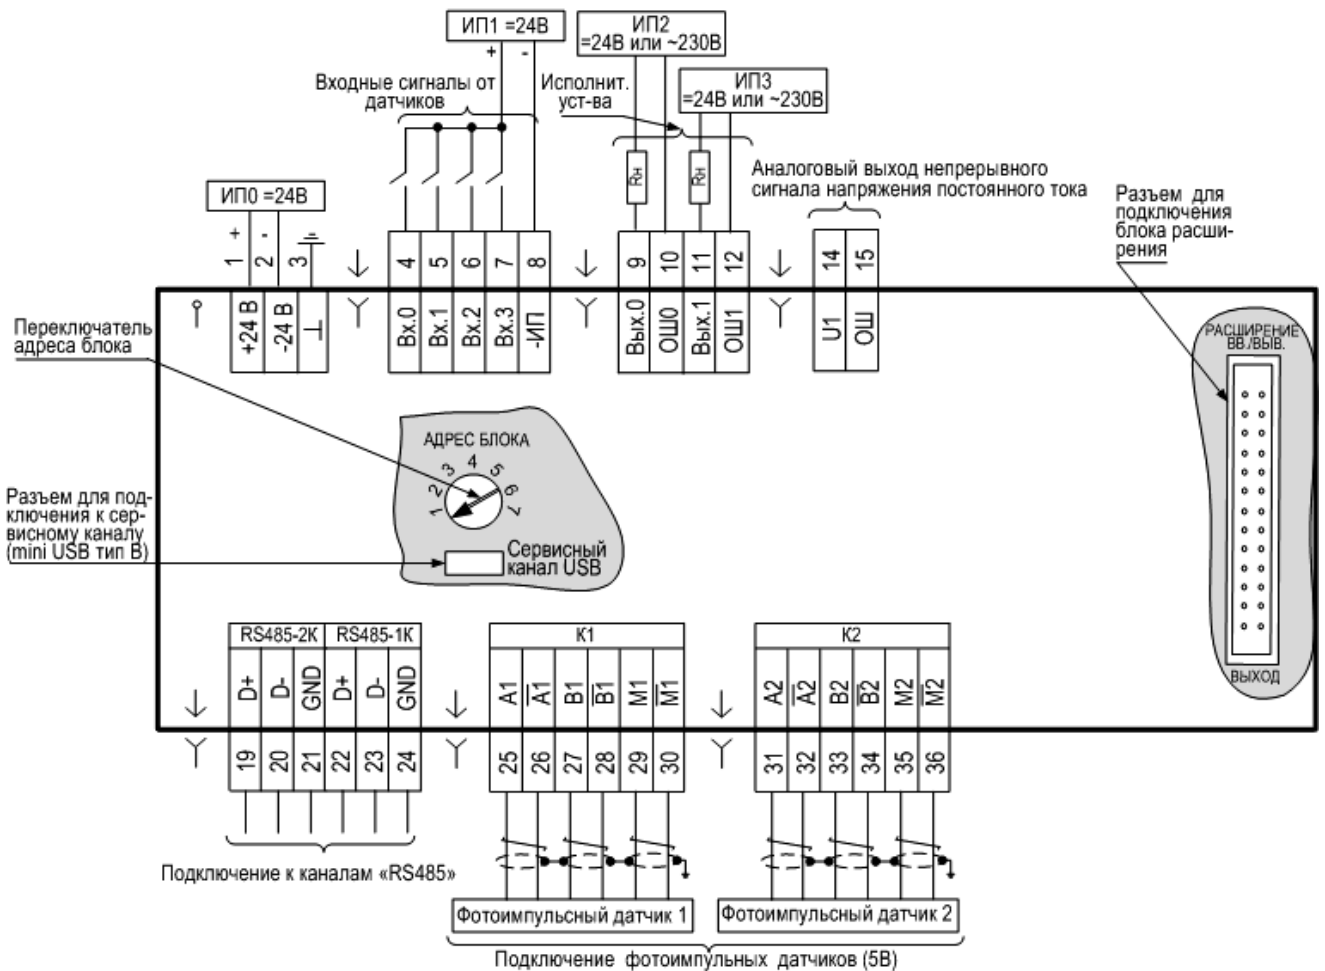 ИП1 =24В
+
-
ИП2
=24В или ~230В
ИП3
=24В или ~230В
Входные сигналы от
датчиков
Исполнит.
уст-ва
Rн
Rн
Аналоговый выход непрерывного
сигнала напряжения постоянного тока
Разъем для
подключения
блока расши-
рения
ИП0 =24В
+
-
1
2
3
4
5
6
7
8
9
10
11
12
14
15
+24 В
-24 В
Вх.0
Вх.1
Вх.2
Вх.3
-ИП
Вых.0
ОШ0
Вых.1
ОШ1
U1
ОШ
Переключатель
адреса блока
РАСШИРЕНИЕ
ВВ./ВЫВ.
ВЫХОД
АДРЕС БЛОКА
1
2
3
4
5
6
7
Разъем для под-
ключения к сер-
висному каналу
(mini USB тип В)
Сервисный
канал USB
RS485-2К
RS485-1К
К1
К2
D+
D-
GND
D+
D-
GND
A1
A̅1̅
B1
B̅1̅
M1
M̅1̅
A2
A̅2̅
B2
B̅2̅
M2
M̅2̅
19
20
21
22
23
24
25
26
27
28
29
30
31
32
33
34
35
36
Подключение к каналам «RS485»
Фотоимпульсный датчик 1
Фотоимпульсный датчик 2
Подключение фотоимпульных датчиков (5В)